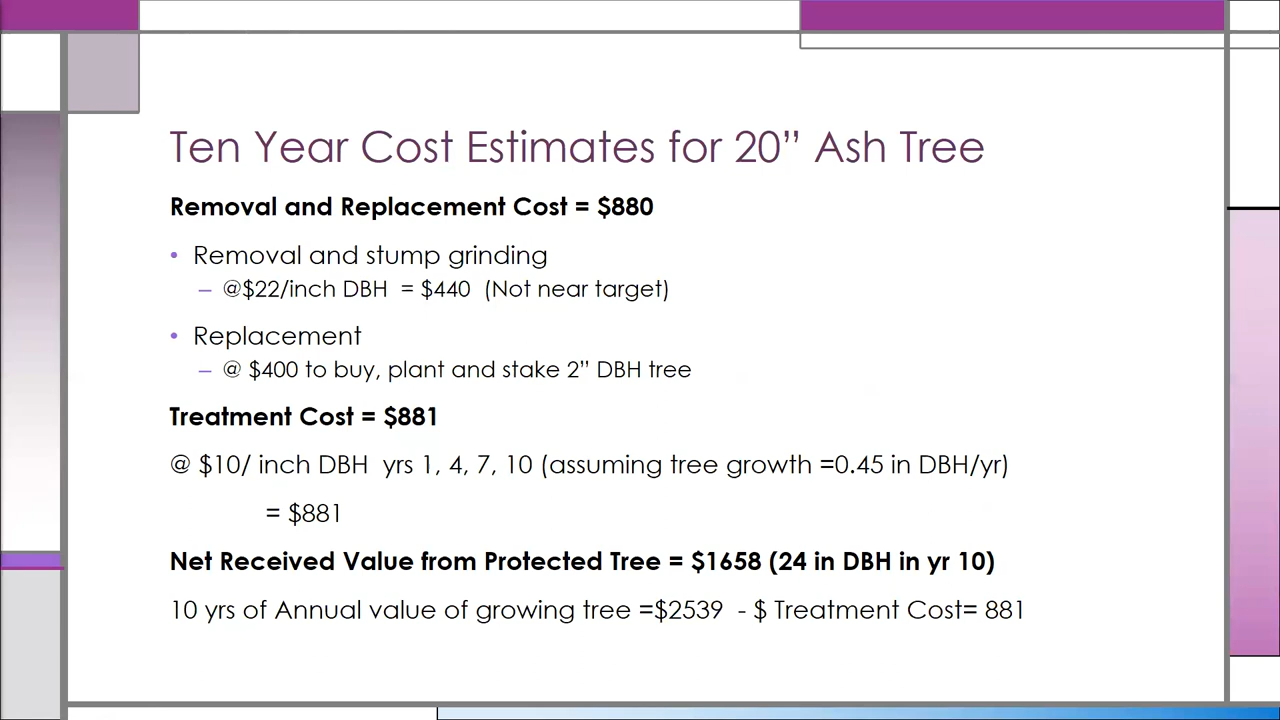 Ten Year Cost Estimates for 20” Ash Tree
Removal and Replacement Cost = $880
• Removal and stump grinding
– @$22/inch DBH = $440 (Not near target)
• Replacement
– @ $400 to buy, plant and stake 2” DBH tree
Treatment Cost = $881
@ $10/ inch DBH yrs 1, 4, 7, 10 (assuming tree growth =0.45 in DBH/yr)
= $881
Net Received Value from Protected Tree = $1658 (24 in DBH in yr 10)
10 yrs of Annual value of growing tree =$2539 - $ Treatment Cost= 881